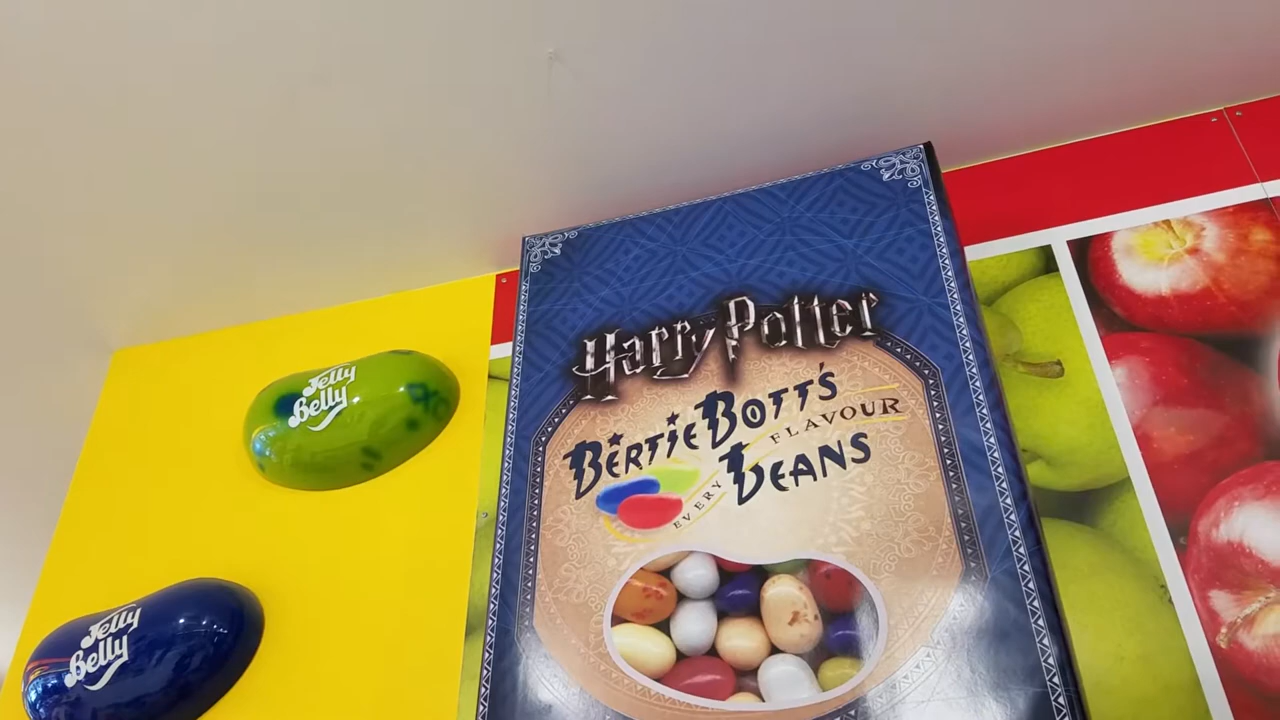 Jelly
Belly
Jelly
Belly
Harry Potter
BERTIE BOTT'S
EVERY FLAVOUR
BEANS